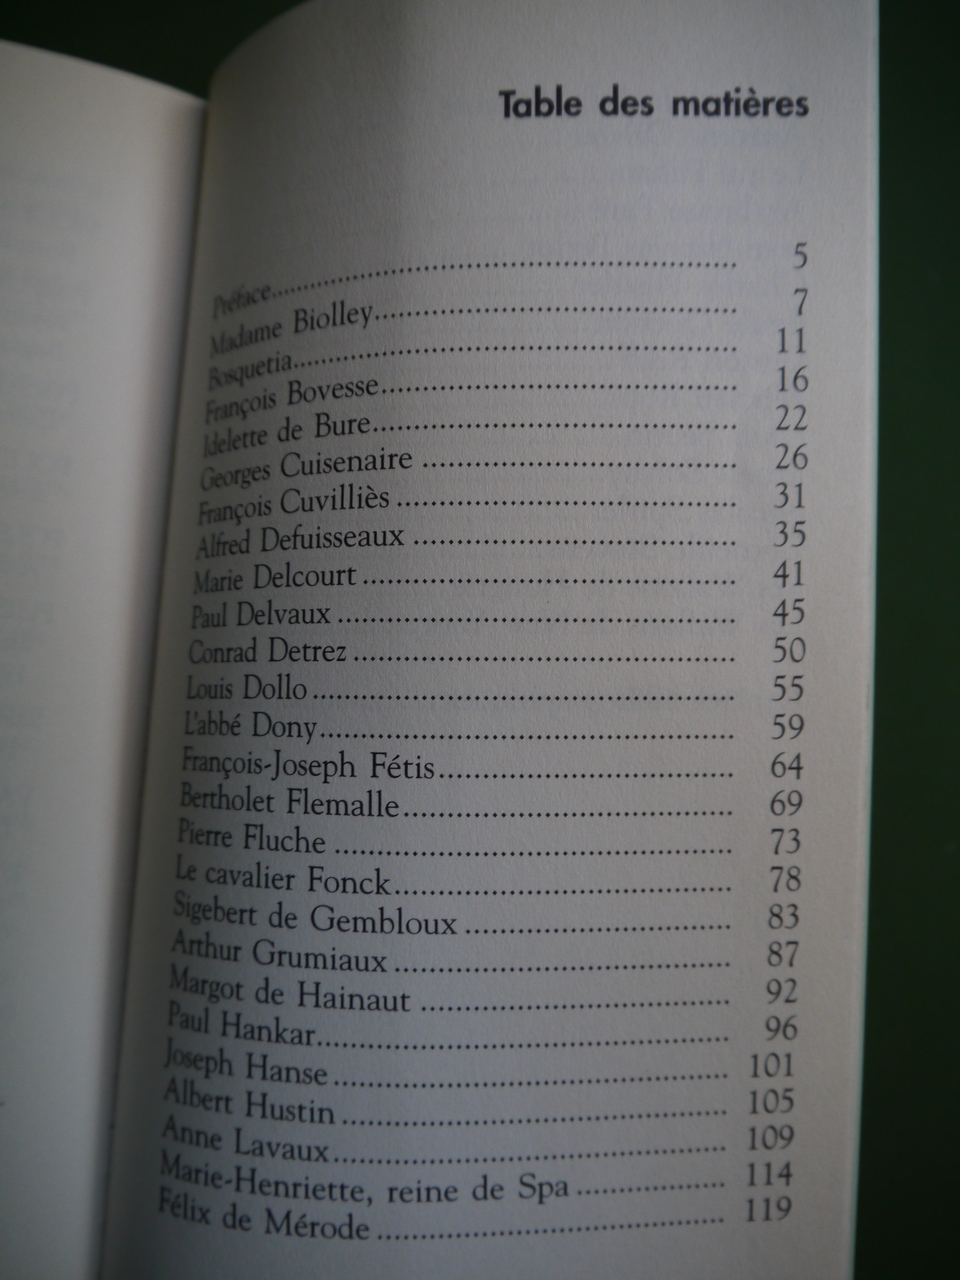 Table des matières
Préface 5
Madame Biolley 7
Bosquetia 11
François Bovesse 16
Idelette de Bure 22
Georges Cuisenaire 26
François Cuvilliès 31
Alfred Defuisseaux 35
Marie Delcourt 41
Paul Delvaux 45
Conrad Detrez 50
Louis Dollo 55
L'abbé Dony 59
François-Joseph Fétis 64
Bertholet Flemalle 69
Pierre Fluche 73
Le cavalier Fonck 78
Sigebert de Gembloux 83
Arthur Grumiaux 87
Margot de Hainaut 92
Paul Hankar 96
Joseph Hanse 101
Albert Hustin 105
Anne Lavaux 109
Marie-Henriette, reine de Spa 114
Félix de Mérode 119